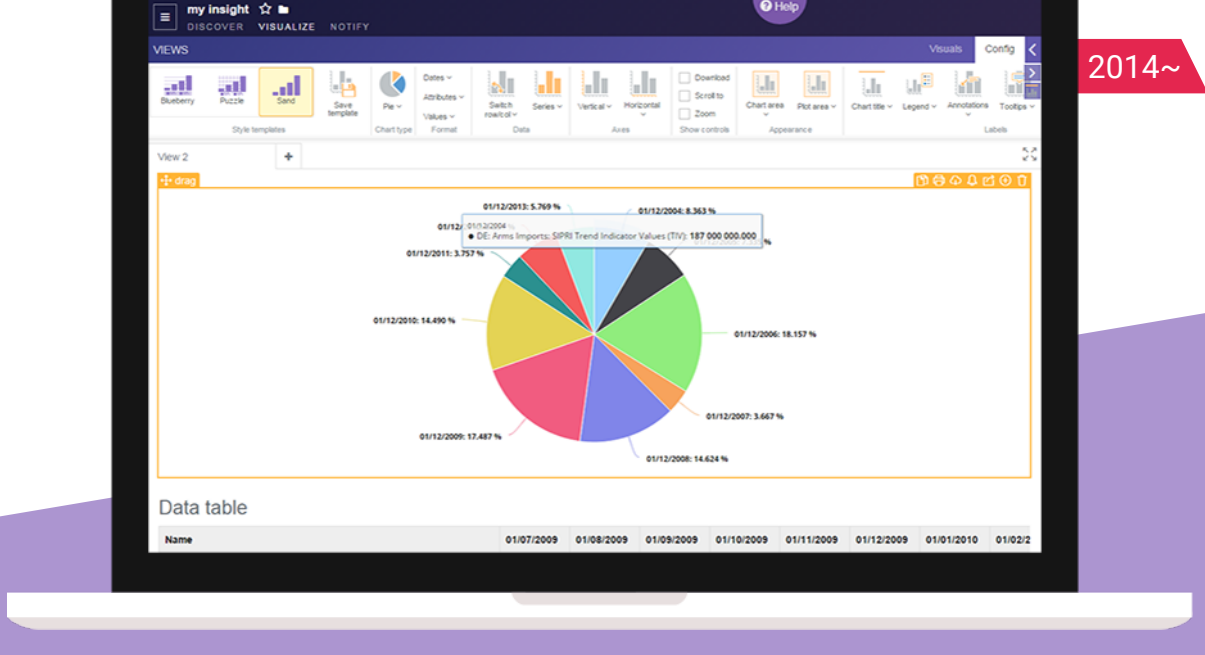 my insight
Help
DISCOVER VISUALIZE NOTIFY
VIEWS
Visuals Config
2014~
Blueberry Puzzle Sand Save template
Pie
Dates
Attributes
Values
Switch row/col Series Vertical Horizontal
Download
Scroll to
Zoom
Chart area Plot area Chart title Legend Annotations Tooltips
Style templates Chart type Format Data Axes Show controls Appearance Labels
View 2 +
drag
01/12/2013: 5.769 % 01/12/2004: 8.363 %
01/12/2004
DE: Arms Imports: SIPRI Trend Indicator Values (TIV): 187 000 000.000
01/12/2011: 3.757 %
01/12/2010: 14.490 %
01/12/2006: 18.157 %
01/12/2007: 3.667 %
01/12/2009: 17.487 %
01/12/2008: 14.624 %
Data table
Name 01/07/2009 01/08/2009 01/09/2009 01/10/2009 01/11/2009 01/12/2009 01/01/2010 01/02/2